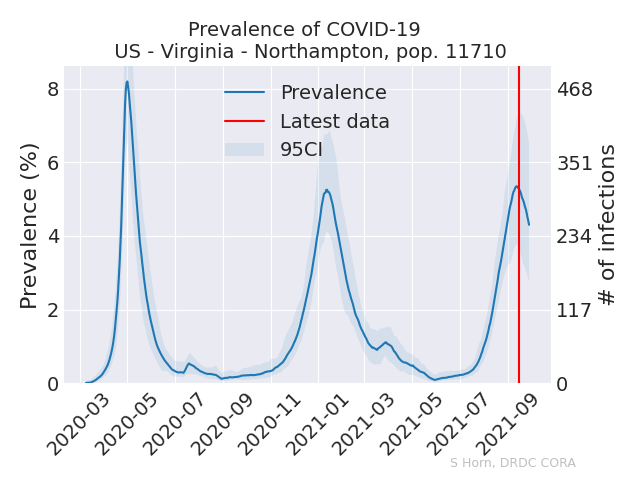 Prevalence of COVID-19
US - Virginia - Northampton, pop. 11710
Prevalence
Latest data
95CI
Prevalence (%)
8
6
4
2
0
# of infections
468
351
234
117
0
2020-03
2020-05
2020-07
2020-09
2020-11
2021-01
2021-03
2021-05
2021-07
2021-09
S Horn, DRDC CORA